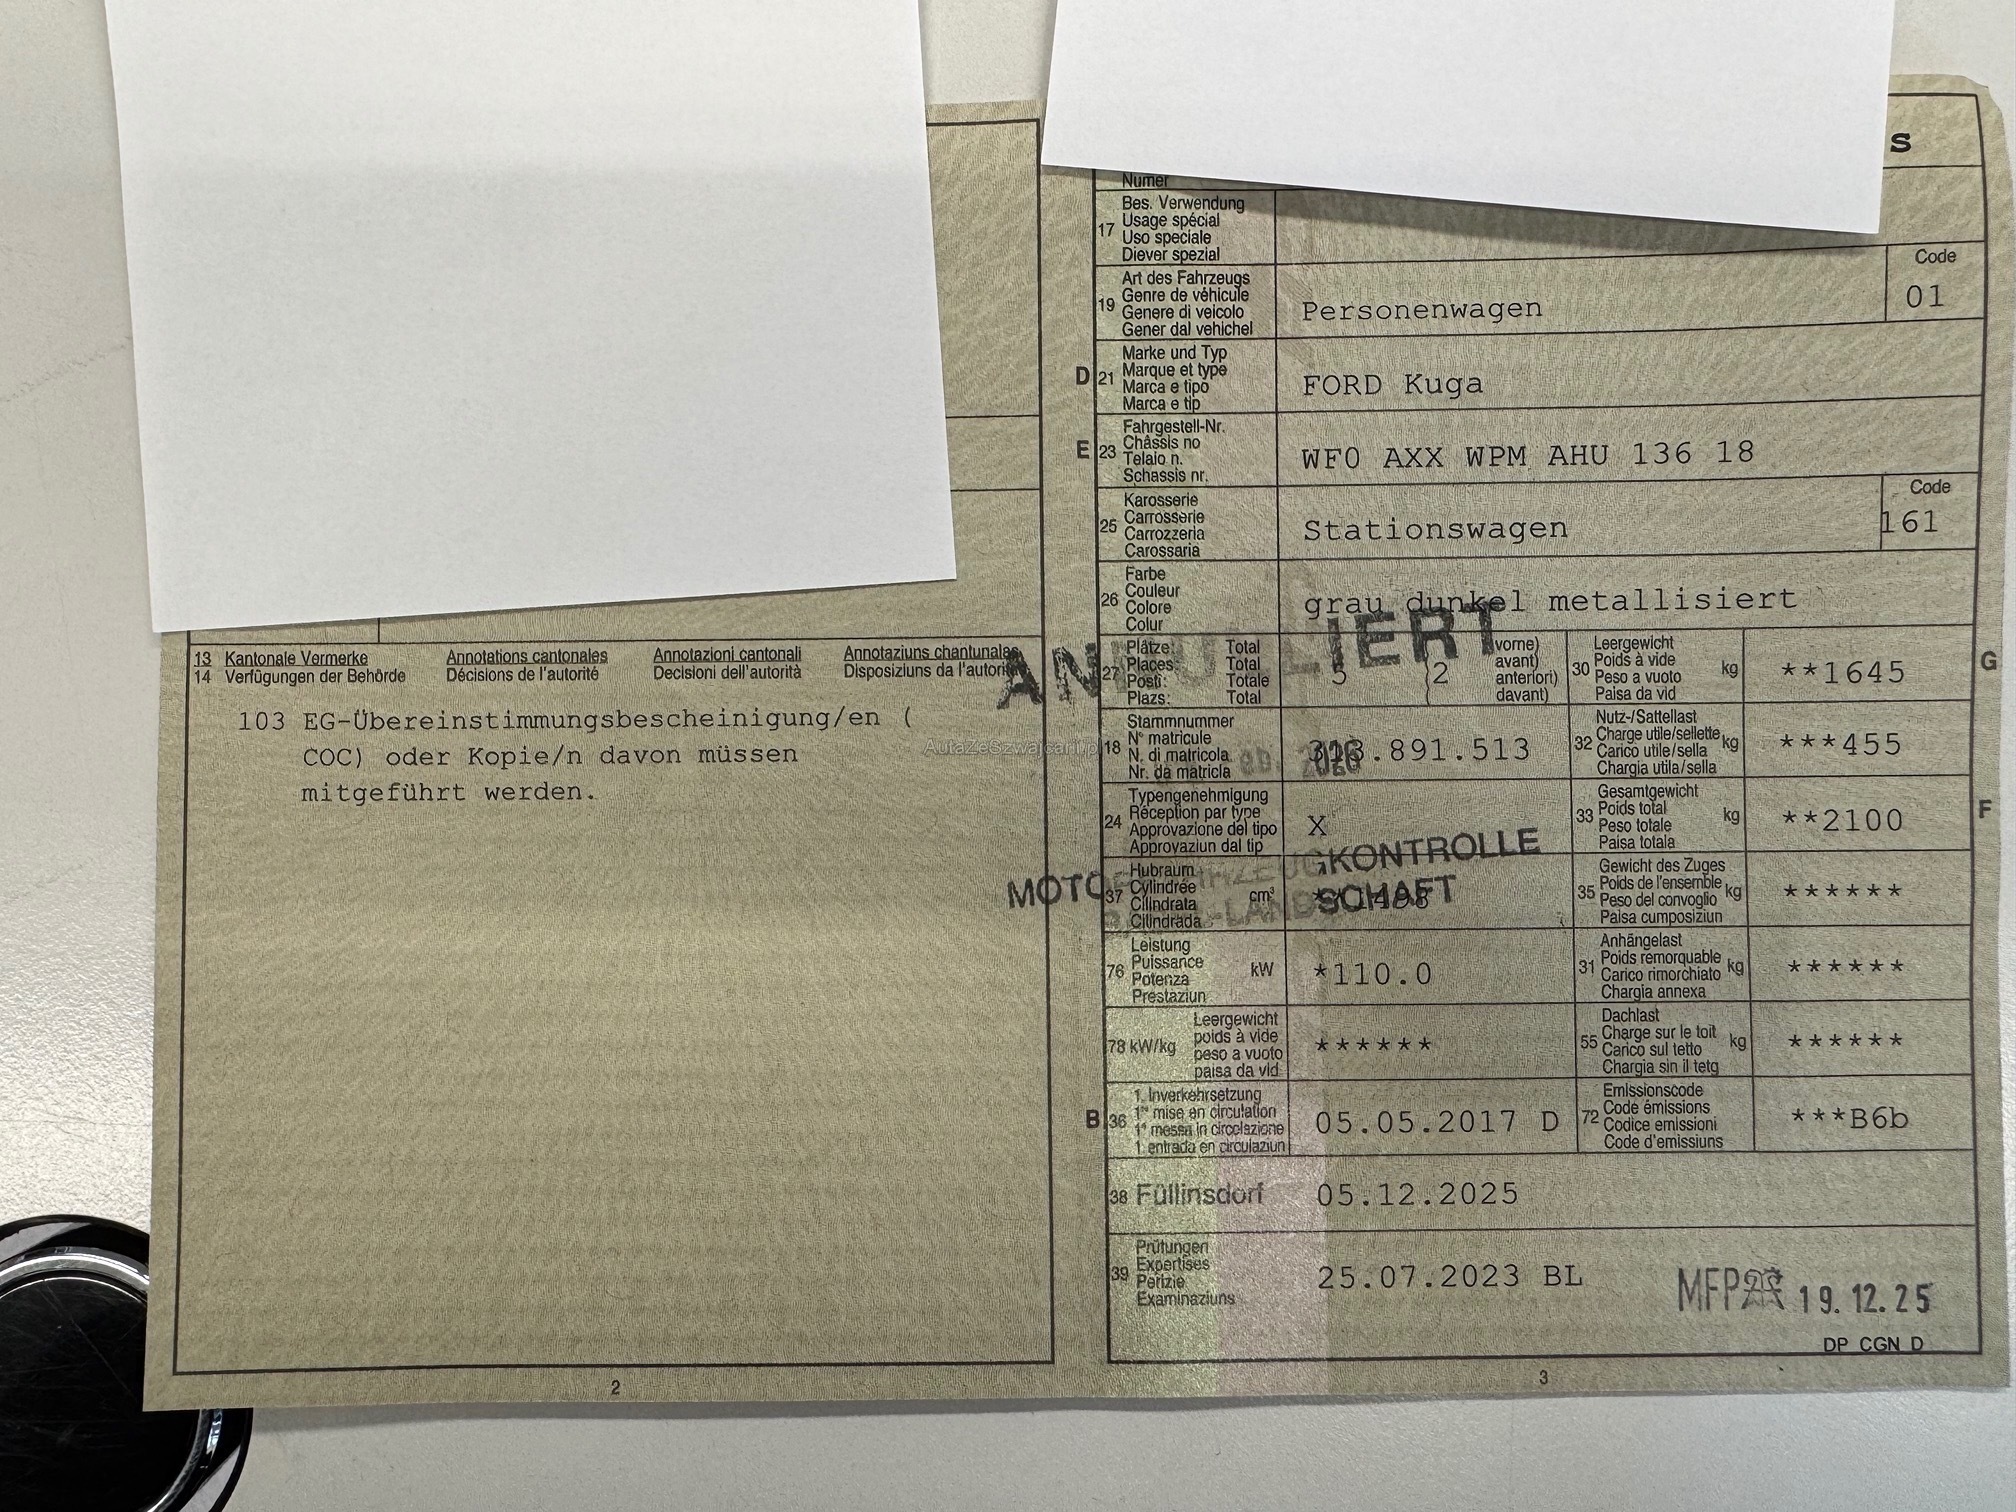 13 Kantonale Vermerke Annotations cantonales Annotazioni cantonali Annotaziuns chantunales
14 Verfügungen der Behörde Décisions de l'autorité Decisioni dell'autorità Disposiziuns da l'autorità
103 EG-Übereinstimmungsbescheinigung/en (
COC) oder Kopie/n davon müssen
mitgeführt werden.
2
s
Numer
17 Bes. Verwendung
Usage spécial
Uso speciale
Diever spezial
19 Art des Fahrzeugs
Genre de véhicule
Genere di veicolo
Gener dal vehichel
Personenwagen
Code
01
D 21 Marke und Typ
Marque et type
Marca e tipo
Marca e tip
FORD Kuga
E 23 Fahrgestell-Nr.
Châssis no
Telaio n.
Schassis nr.
WF0 AXX WPM AHU 136 18
25 Karosserie
Carrosserie
Carrozzeria
Carossaria
Stationswagen
Code
161
26 Farbe
Couleur
Colore
Colur
grau dunkel metallisiert
ANNULLIERT
27 Plätze: Total
Places: Total
Posti: Totale
Plazs: Total
5 (2 vorne)
avant)
anteriori)
davant)
30 Leergewicht
Poids à vide
Peso a vuoto
Paisa da vid
kg **1645 G
18 Stammnummer
N° matricule
N. di matricola
Nr. da matricla
313.891.513
32 Nutz-/Sattellast
Charge utile/sellette
Carico utile/sella
Chargia utila/sella
kg ***455
AutaZeSzwajcarii.pl
24 Typengenehmigung
Réception par type
Approvazione del tipo
Approvaziun dal tip
X
33 Gesamtgewicht
Poids total
Peso totale
Paisa totala
kg **2100 F
MOTORFAHRZEUGKONTROLLE
BASEL-LANDSCHAFT
37 Hubraum
Cylindrée
Cilindrata
Cilindrada
cm³ **1498
35 Gewicht des Zuges
Poids de l'ensemble
Peso del convoglio
Paisa cumposiziun
kg ******
76 Leistung
Puissance
Potenza
Prestaziun
kW *110.0
31 Anhängelast
Poids remorquable
Carico rimorchiato
Chargia annexa
kg ******
78 kW/kg Leergewicht
poids à vide
peso a vuoto
paisa da vid
******
55 Dachlast
Charge sur le toit
Carico sul tetto
Chargia sin il tetg
kg ******
B 36 1. Inverkehrsetzung
1re mise en circulation
1a messa in circolazione
1. entrada en circulaziun
05.05.2017 D
72 Emissionscode
Code émissions
Codice emissioni
Code d'emissiuns
***B6b
38 Füllinsdorf 05.12.2025
39 Prüfungen
Expertises
Perizie
Examinaziuns
25.07.2023 BL
MFP 19.12.25
DP CGN D
3